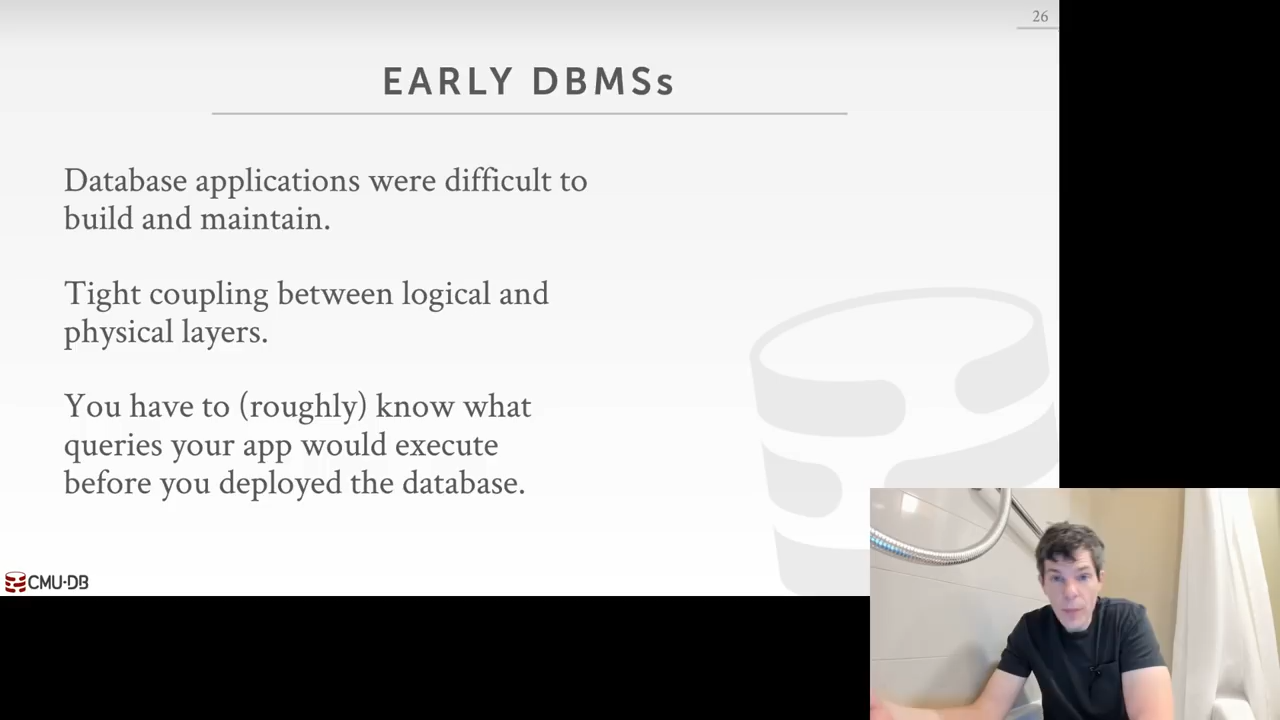 26
EARLY DBMSs
Database applications were difficult to
build and maintain.
Tight coupling between logical and
physical layers.
You have to (roughly) know what
queries your app would execute
before you deployed the database.
CMU·DB